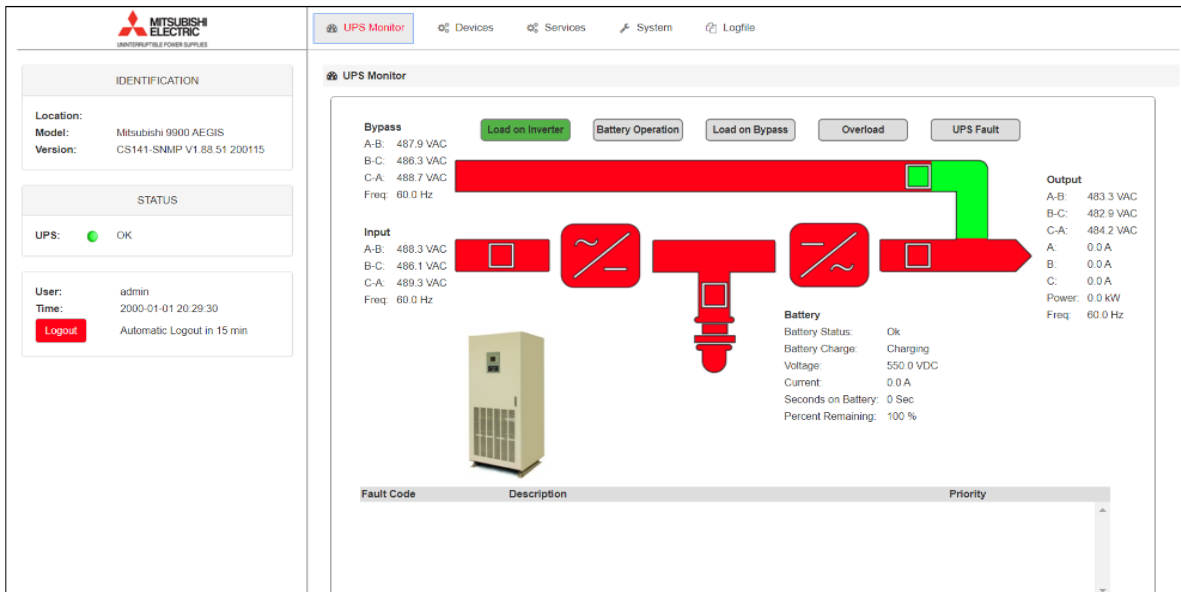 MITSUBISHI
ELECTRIC
UNINTERRUPTIBLE POWER SUPPLIES
UPS Monitor
Devices
Services
System
Logfile
IDENTIFICATION
Location:
Model: Mitsubishi 9900 AEGIS
Version: CS141-SNMP V1.88.51 200115
STATUS
UPS: OK
User: admin
Time: 2000-01-01 20:29:30
Logout Automatic Logout in 15 min
UPS Monitor
Load on Inverter
Battery Operation
Load on Bypass
Overload
UPS Fault
Bypass
A-B: 487.9 VAC
B-C: 486.3 VAC
C-A: 488.7 VAC
Freq: 60.0 Hz
Input
A-B: 488.3 VAC
B-C: 486.1 VAC
C-A: 489.3 VAC
Freq: 60.0 Hz
Output
A-B: 483.3 VAC
B-C: 482.9 VAC
C-A: 484.2 VAC
A: 0.0 A
B: 0.0 A
C: 0.0 A
Power: 0.0 kW
Freq: 60.0 Hz
Battery
Battery Status: Ok
Battery Charge: Charging
Voltage: 550.0 VDC
Current: 0.0 A
Seconds on Battery: 0 Sec
Percent Remaining: 100 %
Fault Code Description Priority